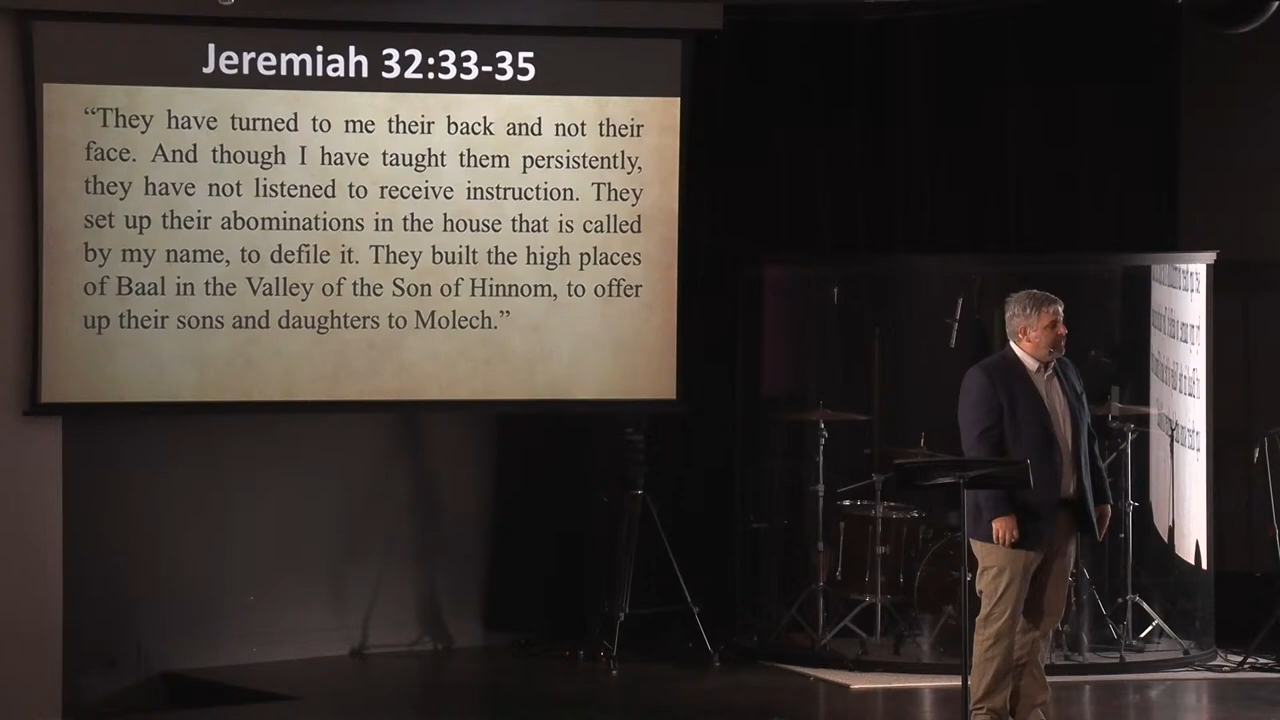 Jeremiah 32:33-35
“They have turned to me their back and not their
face. And though I have taught them persistently,
they have not listened to receive instruction. They
set up their abominations in the house that is called
by my name, to defile it. They built the high places
of Baal in the Valley of the Son of Hinnom, to offer
up their sons and daughters to Molech.”